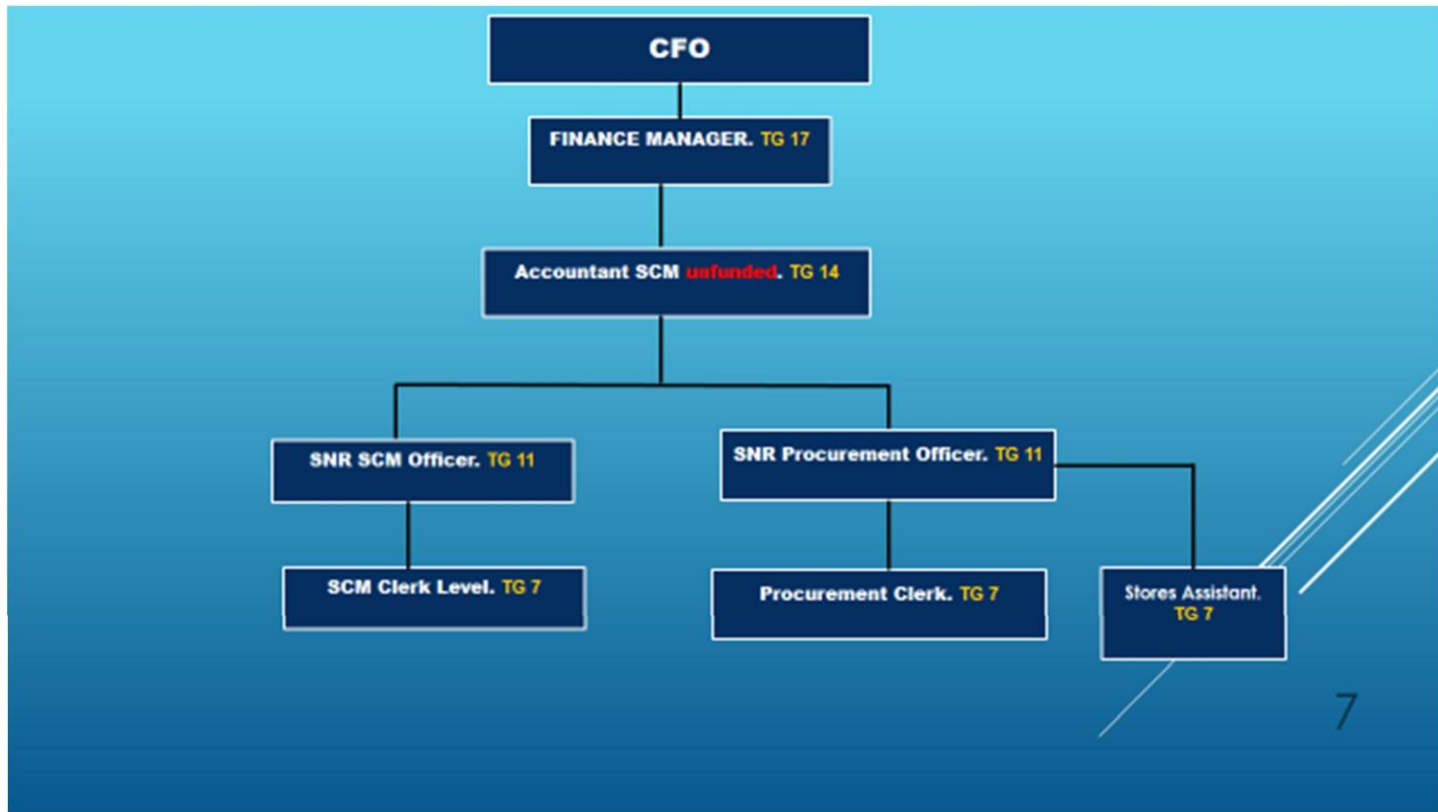 CFO
FINANCE MANAGER. TG 17
Accountant SCM unfunded. TG 14
SNR SCM Officer. TG 11
SNR Procurement Officer. TG 11
SCM Clerk Level. TG 7
Procurement Clerk. TG 7
Stores Assistant.
TG 7
7